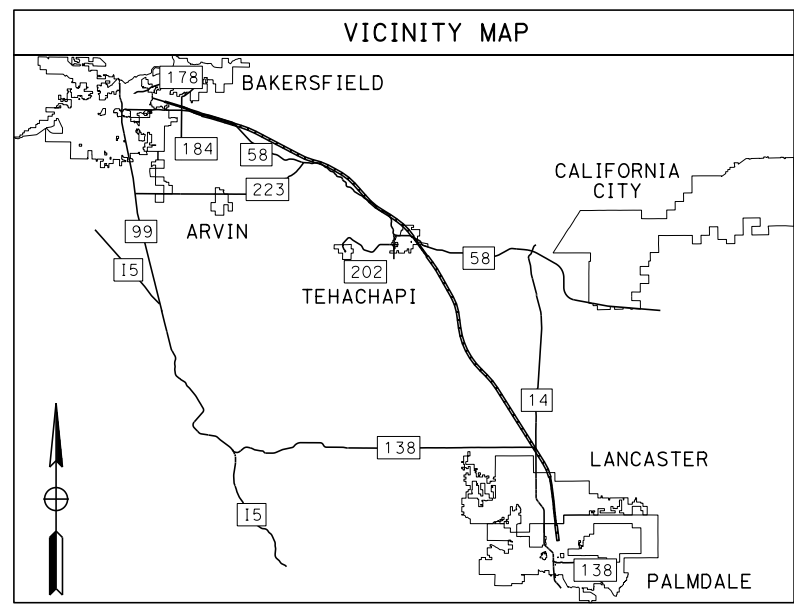 VICINITY MAP
178
BAKERSFIELD
184
58
223
CALIFORNIA
CITY
99
ARVIN
I5
202
58
TEHACHAPI
14
138
LANCASTER
I5
138
PALMDALE